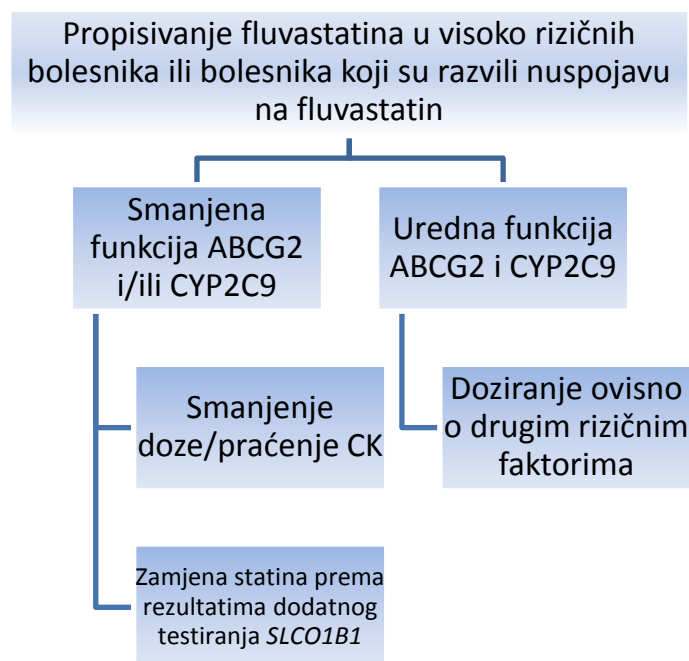 Propisivanje fluvastatina u visoko rizičnih
bolesnika ili bolesnika koji su razvili nuspojavu
na fluvastatin
Smanjena
funkcija ABCG2
i/ili CYP2C9
Uredna funkcija
ABCG2 i CYP2C9
Smanjenje
doze/praćenje CK
Doziranje ovisno
o drugim rizičnim
faktorima
Zamjena statina prema
rezultatima dodatnog
testiranja SLCO1B1